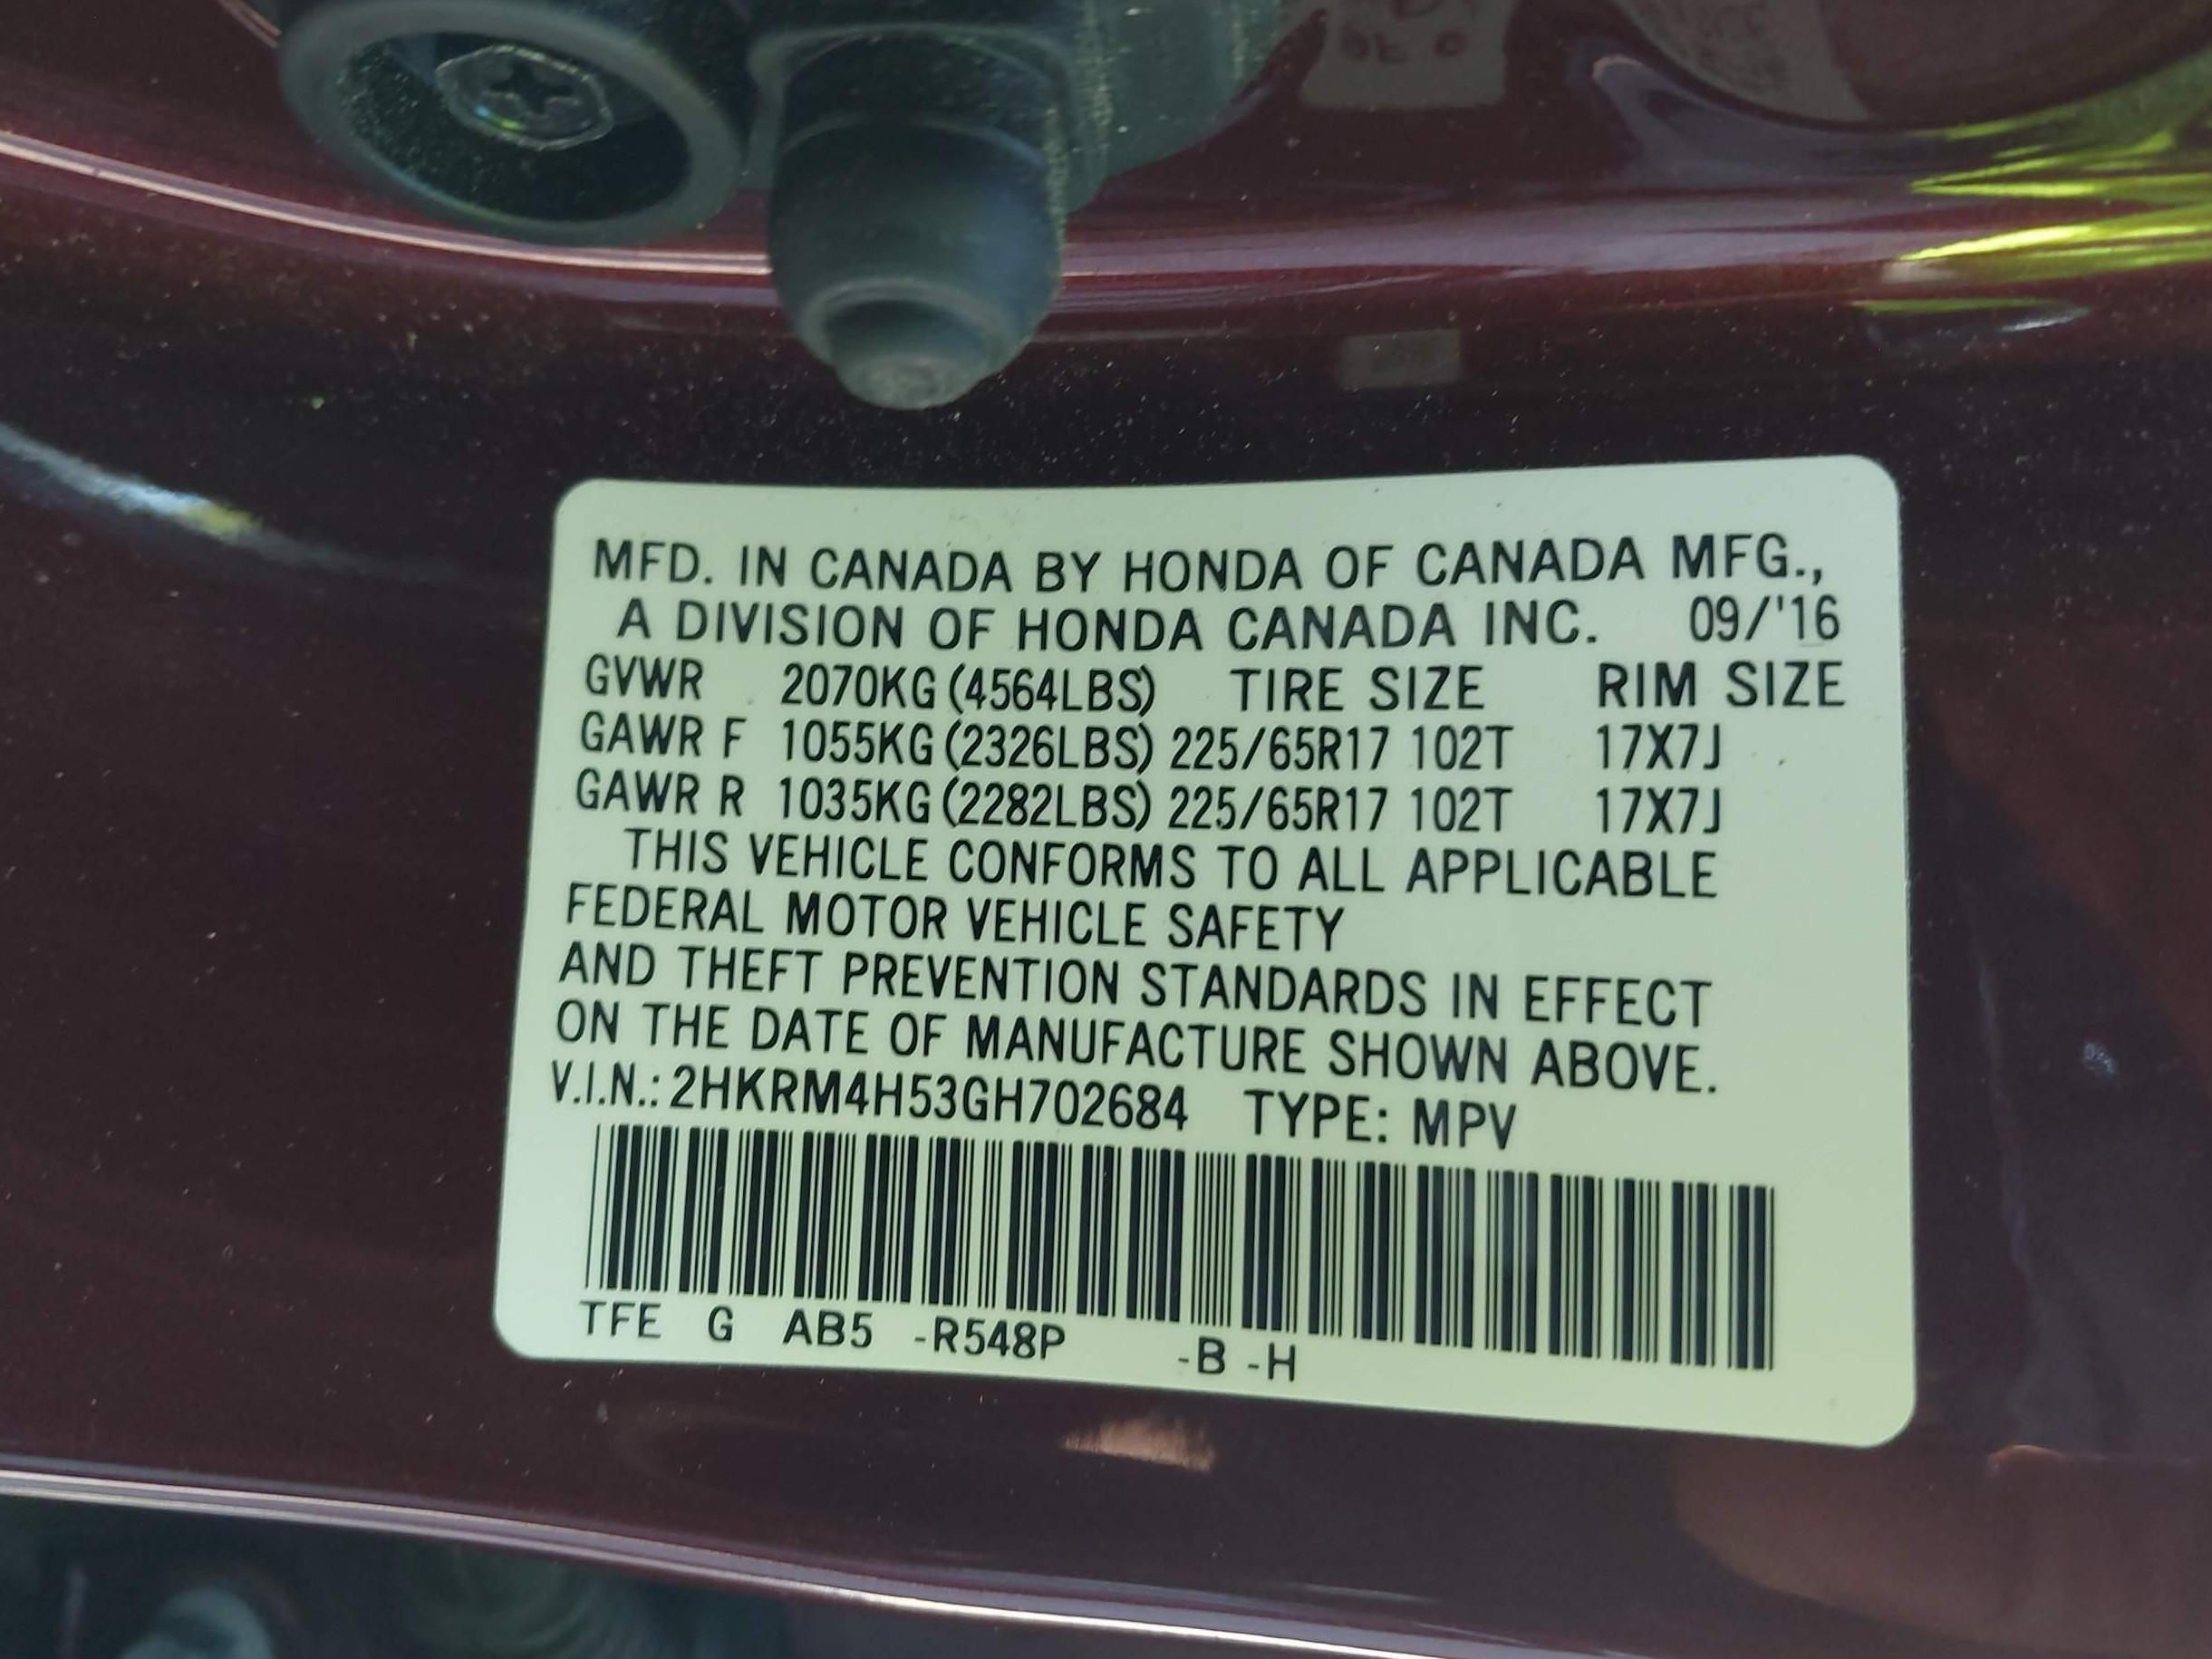 MFD. IN CANADA BY HONDA OF CANADA MFG.,
A DIVISION OF HONDA CANADA INC. 09/'16
GVWR 2070KG (4564LBS) TIRE SIZE RIM SIZE
GAWR F 1055KG (2326LBS) 225/65R17 102T 17X7J
GAWR R 1035KG (2282LBS) 225/65R17 102T 17X7J
THIS VEHICLE CONFORMS TO ALL APPLICABLE
FEDERAL MOTOR VEHICLE SAFETY
AND THEFT PREVENTION STANDARDS IN EFFECT
ON THE DATE OF MANUFACTURE SHOWN ABOVE.
V.I.N.: 2HKRM4H53GH702684 TYPE: MPV
TFE G AB5 -R548P -B -H